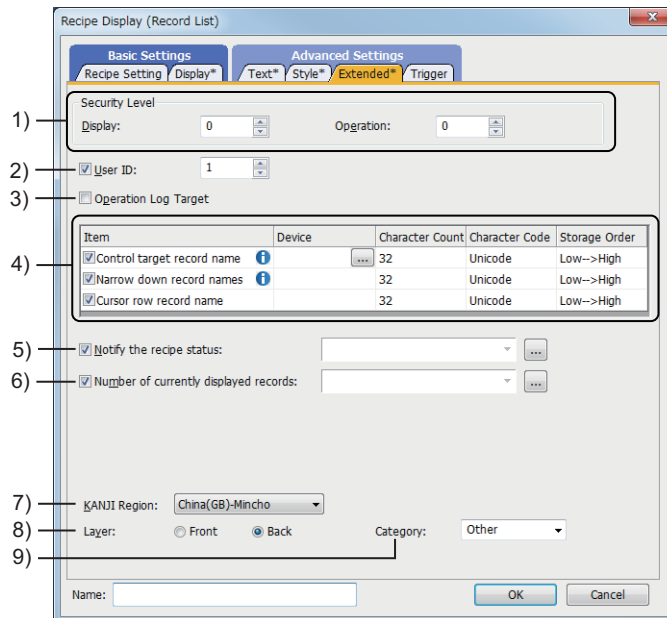 Recipe Display (Record List)
Basic Settings
Advanced Settings
Recipe Setting
Display*
Text*
Style*
Extended*
Trigger
1)
Security Level
Display: 0
Operation: 0
2)
User ID: 1
3)
Operation Log Target
4)
Item Device Character Count Character Code Storage Order
Control target record name ... 32 Unicode Low-->High
Narrow down record names 32 Unicode Low-->High
Cursor row record name 32 Unicode Low-->High
5)
Notify the recipe status: ...
6)
Number of currently displayed records: ...
7)
KANJI Region: China(GB)-Mincho
8)
Layer: Front Back
9)
Category: Other
Name:
OK
Cancel